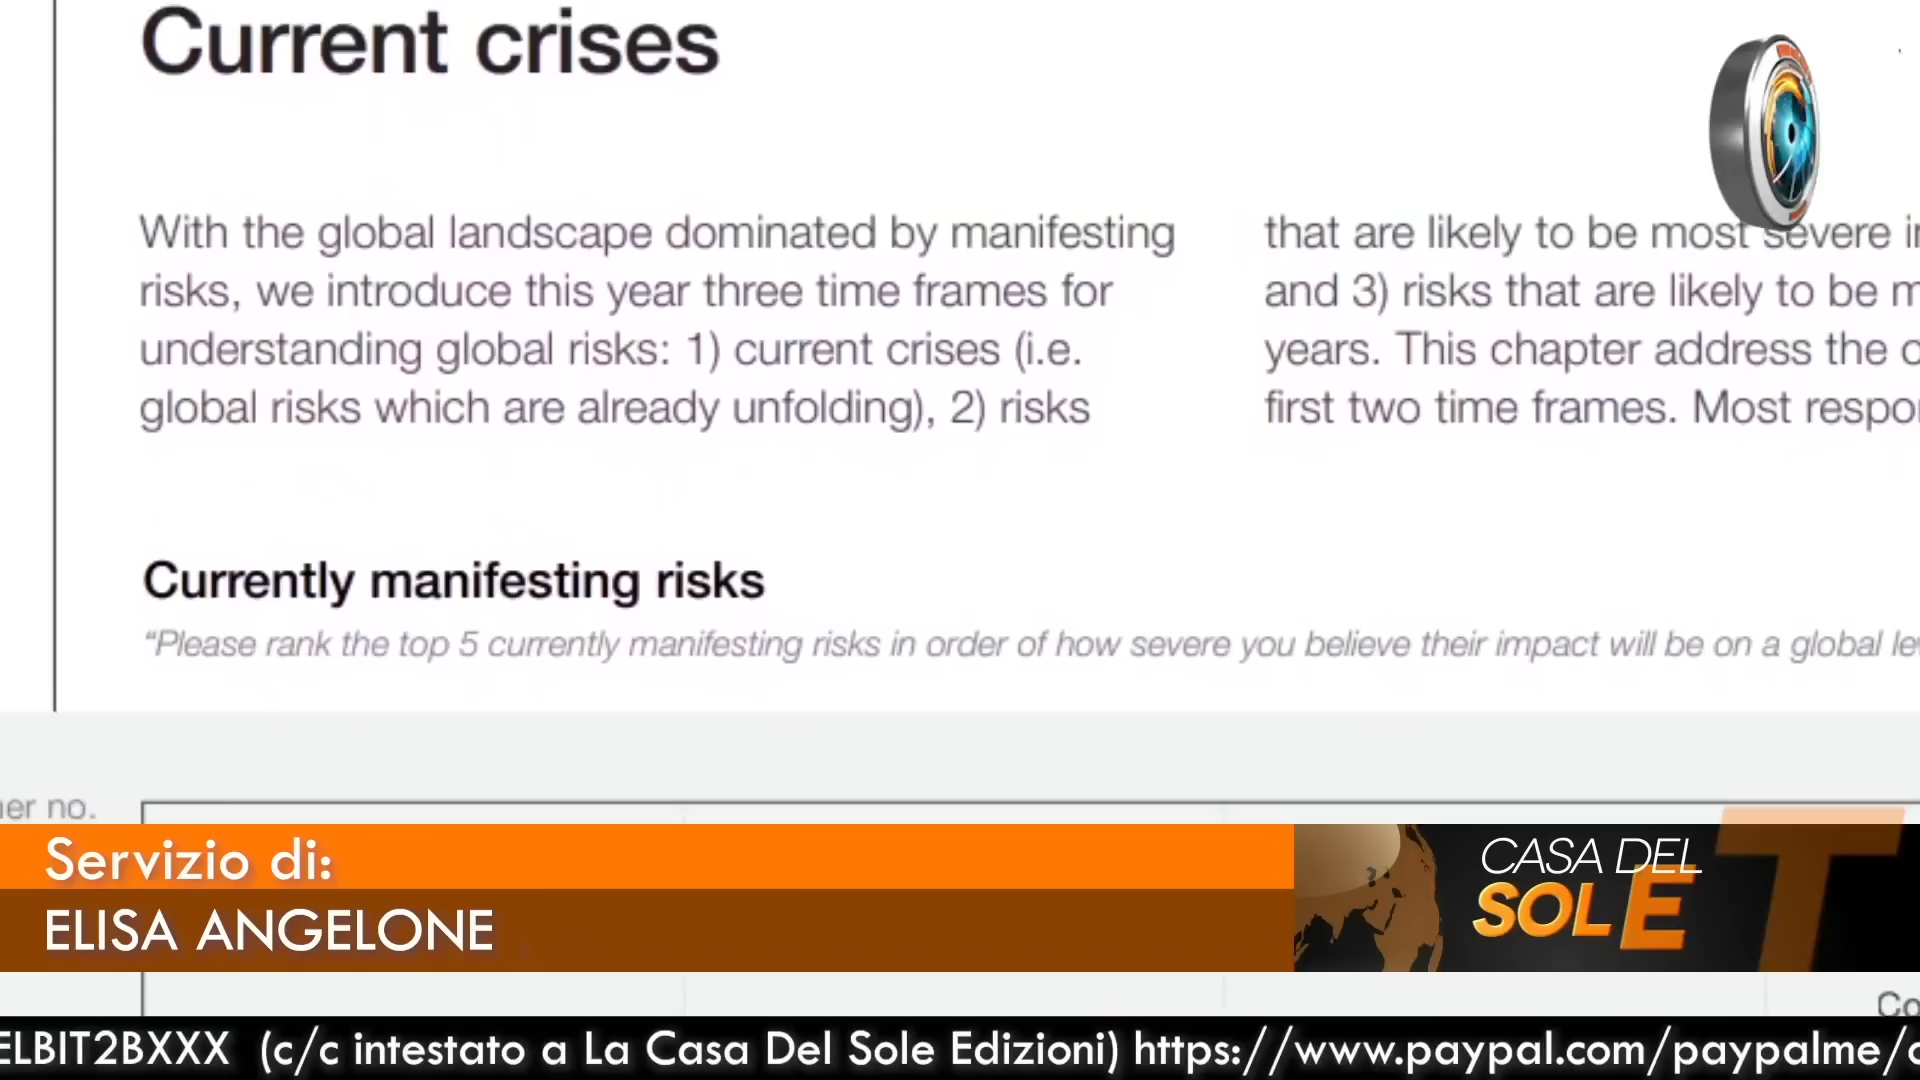 Current crises
With the global landscape dominated by manifesting
risks, we introduce this year three time frames for
understanding global risks: 1) current crises (i.e.
global risks which are already unfolding), 2) risks
that are likely to be most severe
and 3) risks that are likely to be
years. This chapter address the
first two time frames. Most
Currently manifesting risks
“Please rank the top 5 currently manifesting risks in order of how severe you believe their impact will be on a global
no.
Servizio di:
ELISA ANGELONE
CASA DEL
SOLE
T
ELBIT2BXXX (c/c intestato a La Casa Del Sole Edizioni) https://www.paypal.com/paypalme/